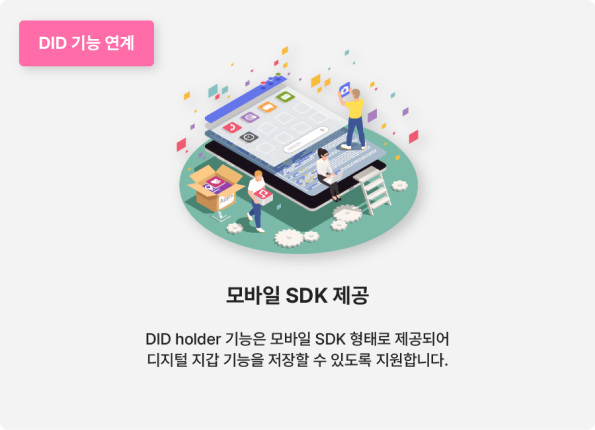 DID 기능 연계
모바일 SDK 제공
DID holder 기능은 모바일 SDK 형태로 제공되어
디지털 지갑 기능을 저장할 수 있도록 지원합니다.